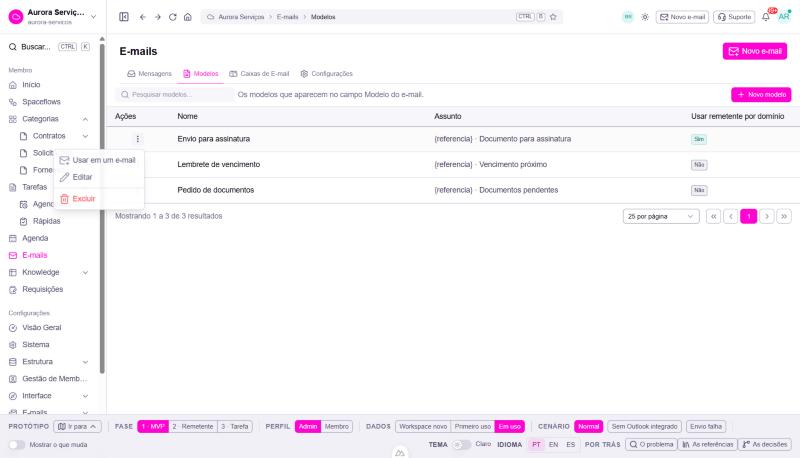 Aurora Serviç...
aurora-servicos
Aurora Serviços > E-mails > Modelos
CTRL B
BR
Novo e-mail
Suporte
99+
AR
Buscar...
CTRL K
Membro
Início
Spaceflows
Categorias
Contratos
Solicit
Fornec
Tarefas
Agend
Rápidas
Agenda
E-mails
Knowledge
Requisições
Configurações
Visão Geral
Sistema
Estrutura
Gestão de Memb...
Interface
E-mails
E-mails
Novo e-mail
Mensagens
Modelos
Caixas de E-mail
Configurações
Pesquisar modelos...
Os modelos que aparecem no campo Modelo do e-mail.
Novo modelo
Ações Nome Assunto Usar remetente por domínio
Envio para assinatura {referencia} · Documento para assinatura Sim
Lembrete de vencimento {referencia} · Vencimento próximo Não
Pedido de documentos {referencia} · Documentos pendentes Não
Usar em um e-mail
Editar
Excluir
Mostrando 1 a 3 de 3 resultados
25 por página
1
PROTÓTIPO Ir para FASE 1 · MVP 2 · Remetente 3 · Tarefa PERFIL Admin Membro DADOS Workspace novo Primeiro uso Em uso CENÁRIO Normal Sem Outlook integrado Envio falha
Mostrar o que muda
TEMA Claro IDIOMA PT EN ES POR TRÁS O problema As referências As decisões